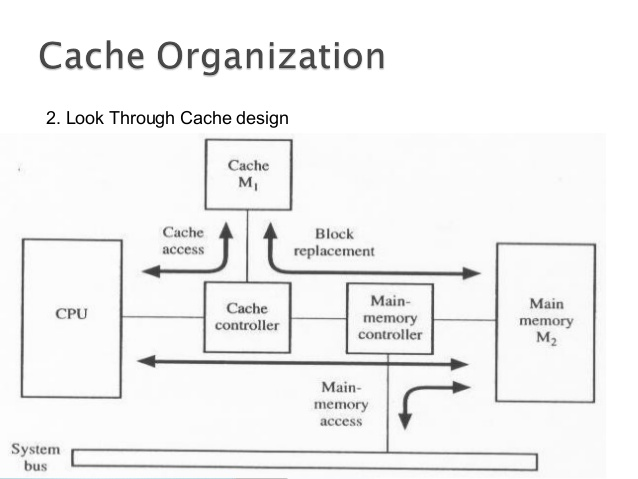 Cache Organization
2. Look Through Cache design
Cache
M1
Cache
access
Block
replacement
CPU
Cache
controller
Main-
memory
controller
Main
memory
M2
Main-
memory
access
System
bus